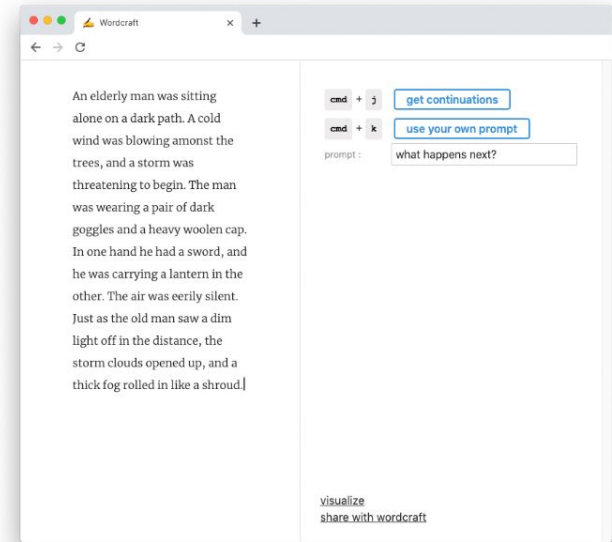 Wordcraft
An elderly man was sitting
alone on a dark path. A cold
wind was blowing amonst the
trees, and a storm was
threatening to begin. The man
was wearing a pair of dark
goggles and a heavy woolen cap.
In one hand he had a sword, and
he was carrying a lantern in the
other. The air was eerily silent.
Just as the old man saw a dim
light off in the distance, the
storm clouds opened up, and a
thick fog rolled in like a shroud.
cmd + j get continuations
cmd + k use your own prompt
prompt : what happens next?
visualize
share with wordcraft